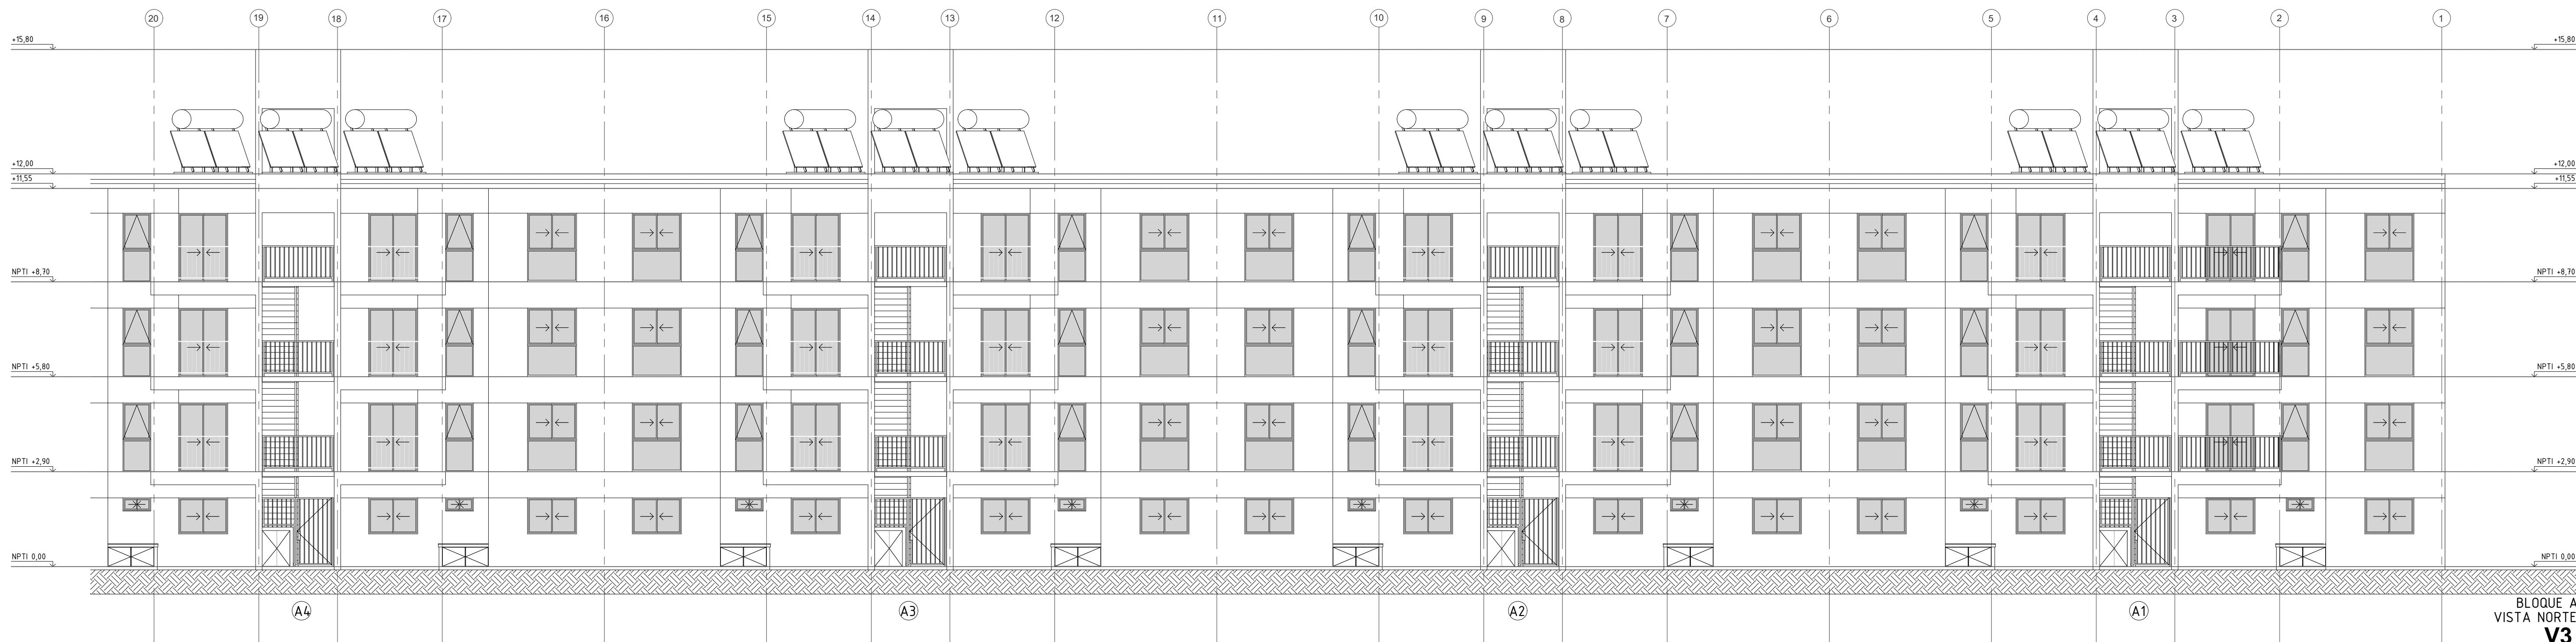 20 19 18 17 16 15 14 13 12 11 10 9 8 7 6 5 4 3 2 1
+15,80 +15,80
+12,00 +12,00
+11,55 +11,55
NPTI +8,70 NPTI +8,70
NPTI +5,80 NPTI +5,80
NPTI +2,90 NPTI +2,90
NPTI 0,00 NPTI 0,00
A4 A3 A2 A1
BLOQUE A
VISTA NORTE
V3